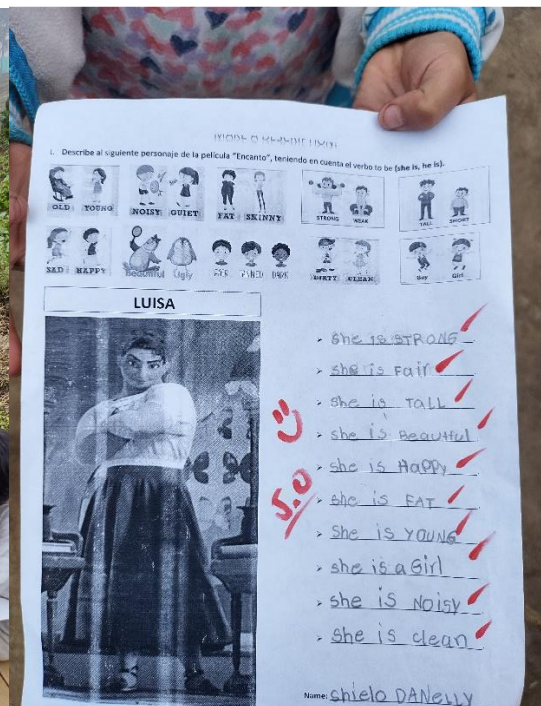 I. Describe al siguiente personaje de la película "Encanto", teniendo en cuenta el verbo to be (she is, he is).
OLD YOUNG NOISY QUIET FAT SKINNY STRONG WEAK TALL SHORT
SAD HAPPY Beautiful Ugly FAIR TANNED DARK DIRTY CLEAN Boy Girl
LUISA
➤ She is STRONG
➤ she is Fair
➤ she is TALL
➤ she is Beautful
➤ she is HaPPy
➤ she is FAT
➤ She is YOUNG
➤ she is a Girl
➤ she is NOISY
➤ she is clean
5.0
Name: Shielo DANELLY